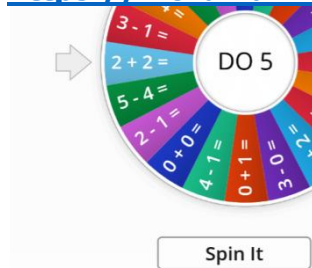 3 - 1 =
2 + 2 =
5 - 4 =
2 - 1 =
0 + 0 =
4 - 1 =
0 + 1 =
3 - 0 =
DO 5
Spin It